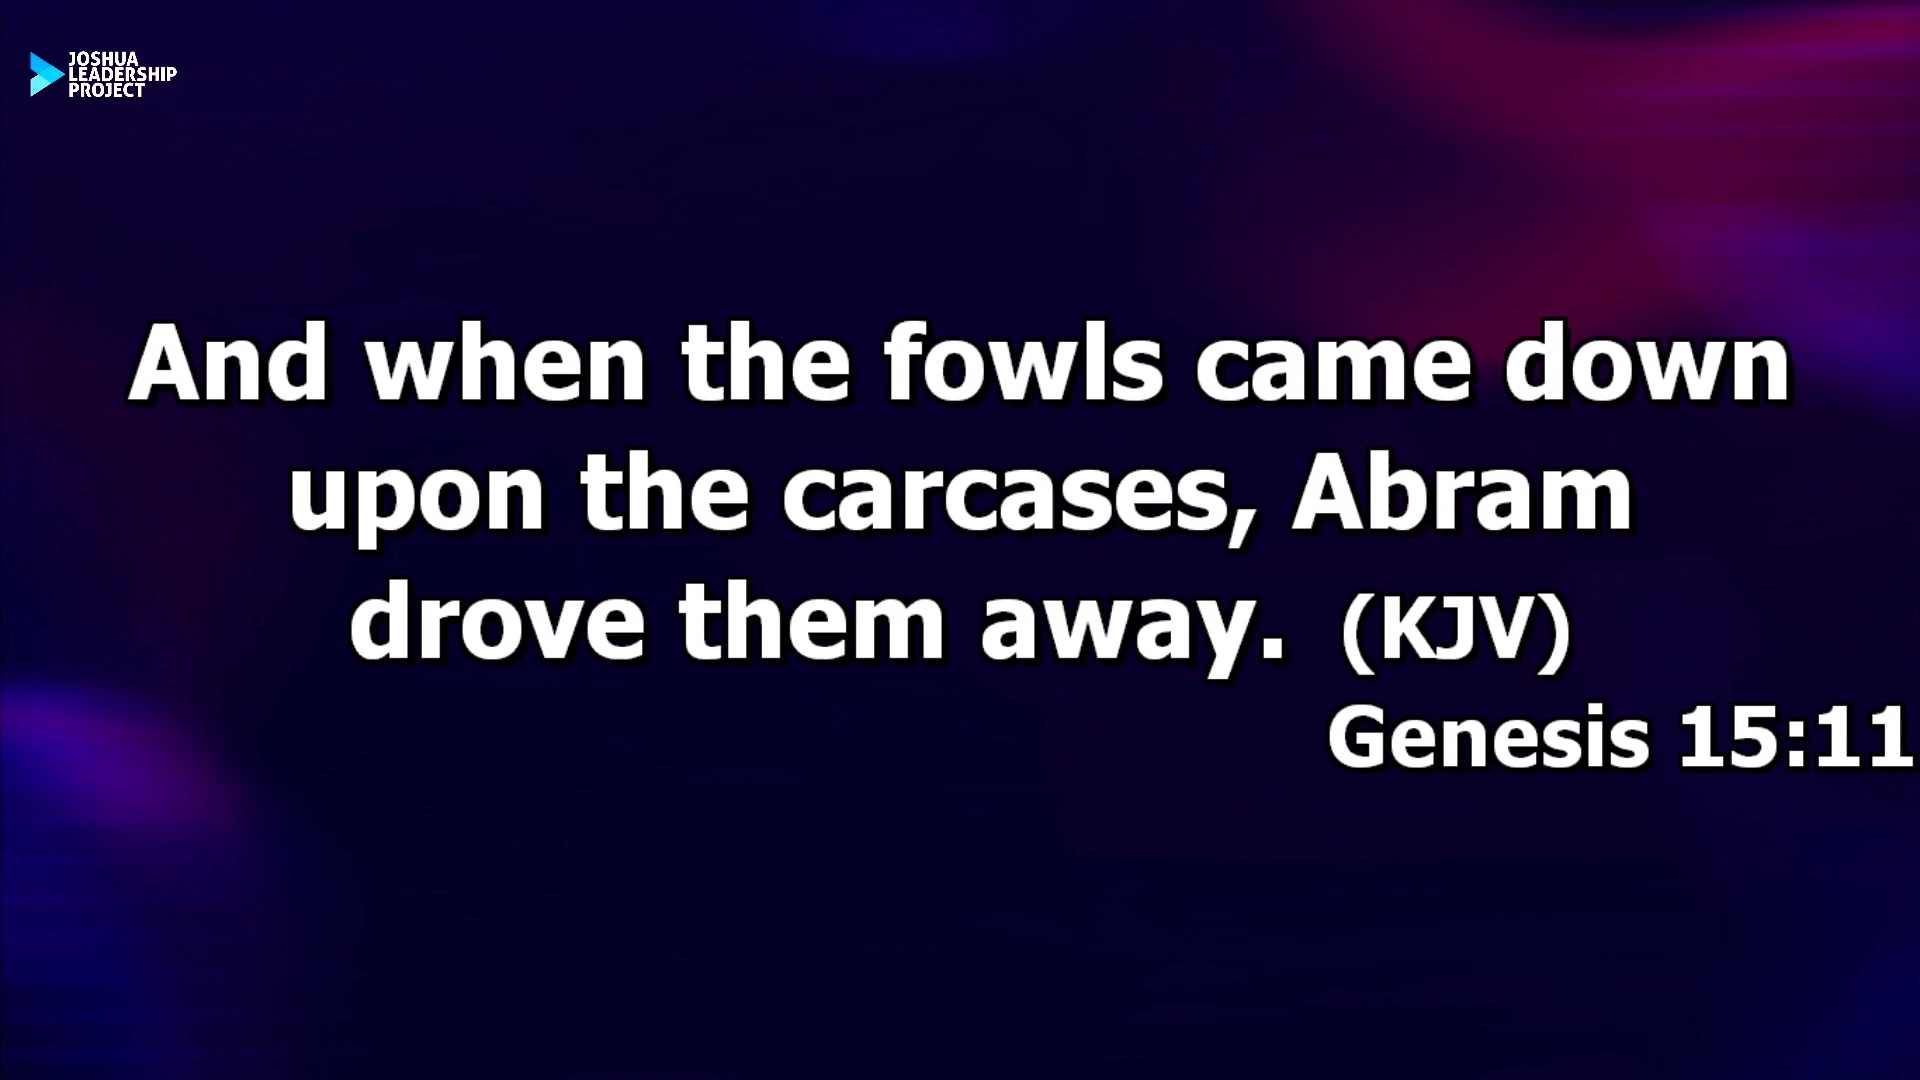 JOSHUA
LEADERSHIP
PROJECT
And when the fowls came down
upon the carcases, Abram
drove them away. (KJV)
Genesis 15:11